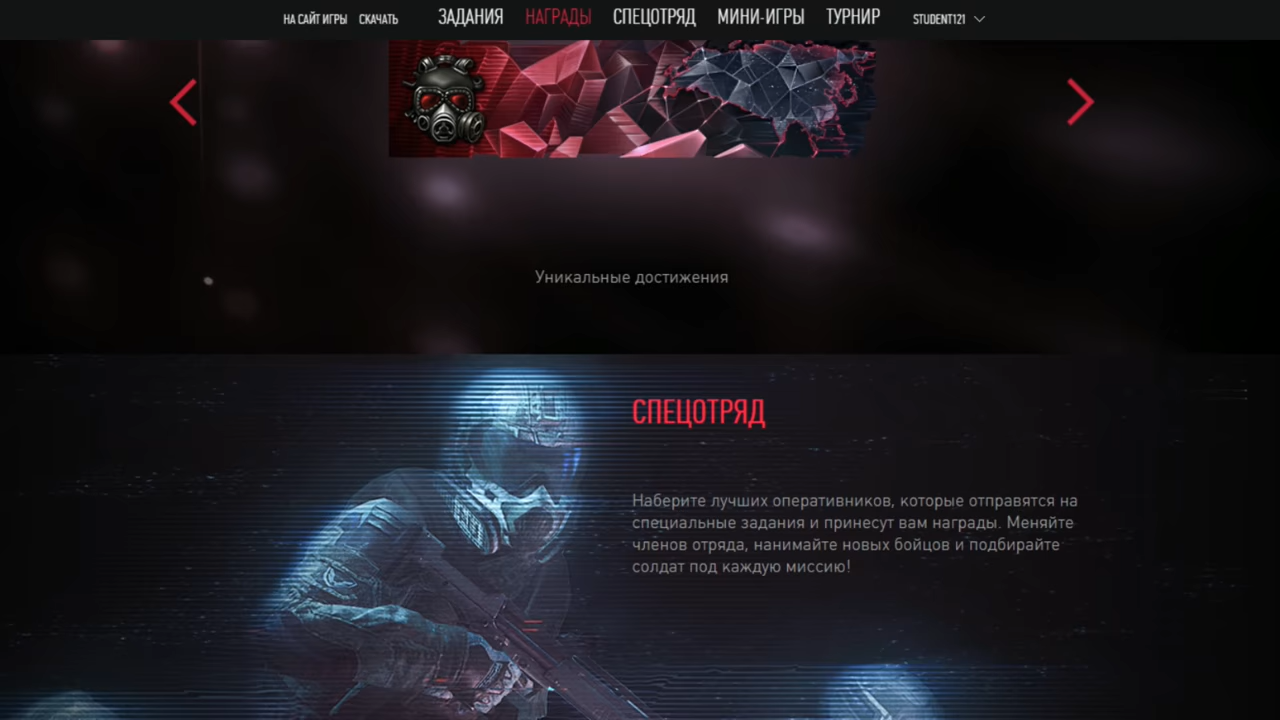 НА САЙТ ИГРЫ СКАЧАТЬ ЗАДАНИЯ НАГРАДЫ СПЕЦОТРЯД МИНИ-ИГРЫ ТУРНИР STUDENT121
Уникальные достижения
СПЕЦОТРЯД
Наберите лучших оперативников, которые отправятся на
специальные задания и принесут вам награды. Меняйте
членов отряда, нанимайте новых бойцов и подбирайте
солдат под каждую миссию!